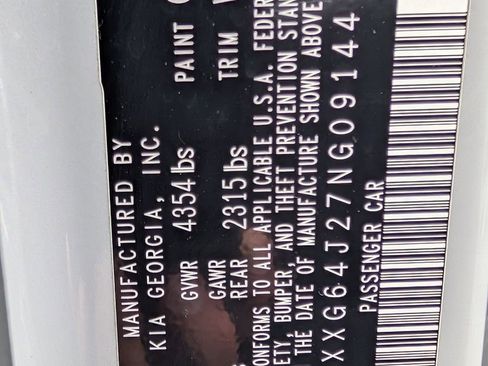 MANUFACTURED BY
KIA GEORGIA, INC.
GVWR 4354 lbs PAINT
GAWR TRIM
REAR 2315 lbs
CONFORMS TO ALL APPLICABLE U.S.A. FEDER
ETY, BUMPER, AND THEFT PREVENTION STAN
THE DATE OF MANUFACTURE SHOWN ABOVE
XXG64J27NG09144
PASSENGER CAR